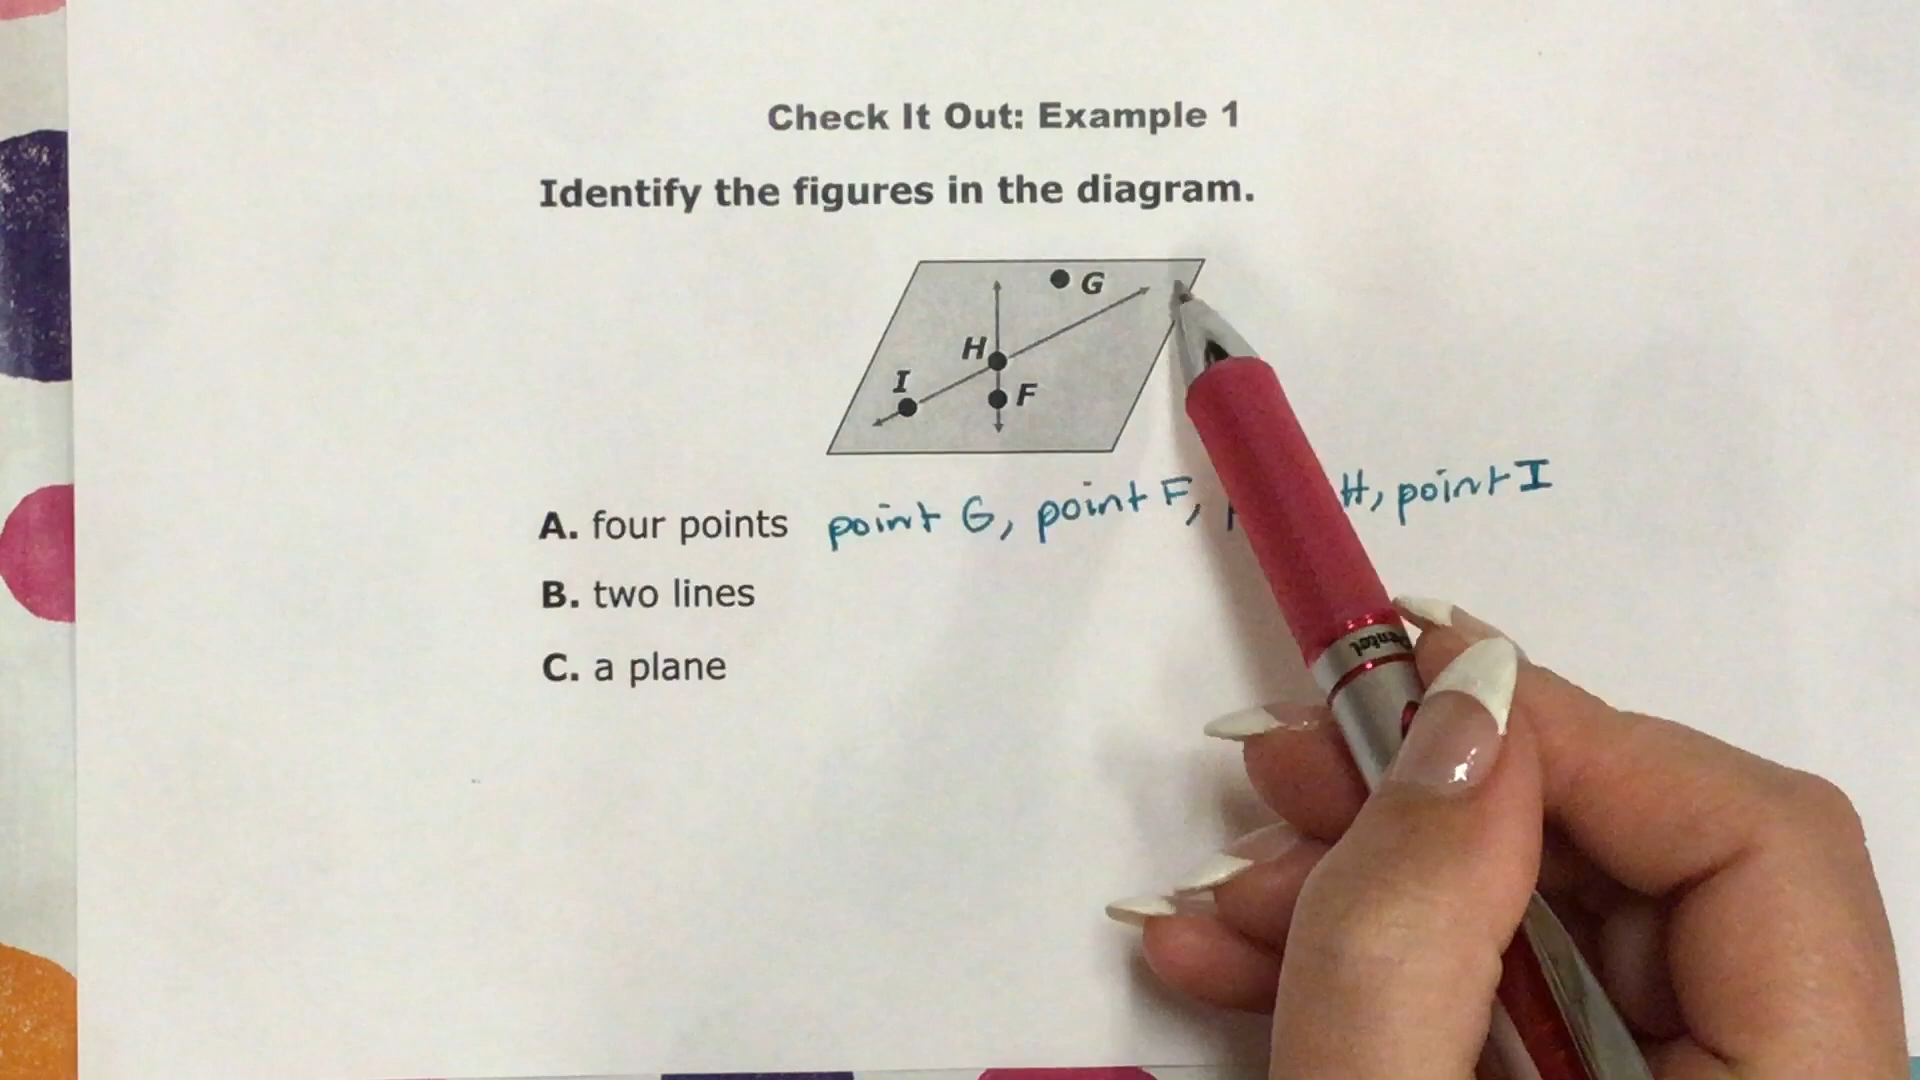 Check It Out: Example 1
Identify the figures in the diagram.
G
H
I
F
A. four points point G, point F, H, point I
B. two lines
C. a plane
Pentel